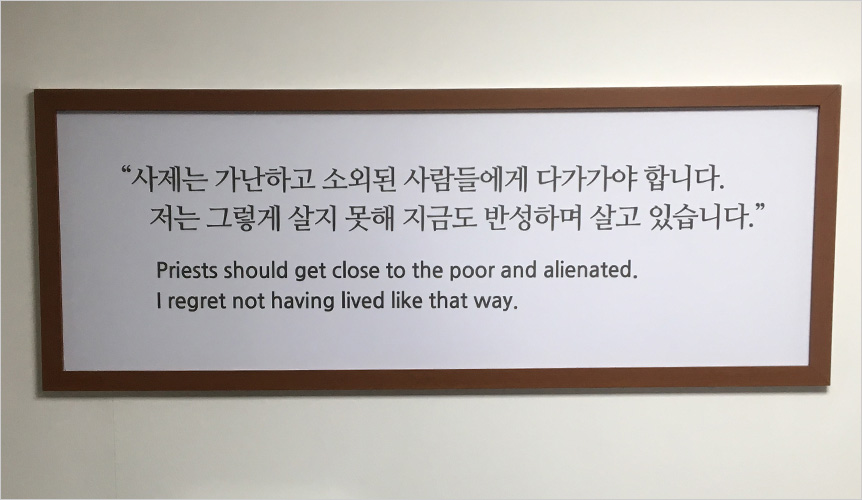 “사제는 가난하고 소외된 사람들에게 다가가야 합니다.
저는 그렇게 살지 못해 지금도 반성하며 살고 있습니다.”
Priests should get close to the poor and alienated.
I regret not having lived like that way.